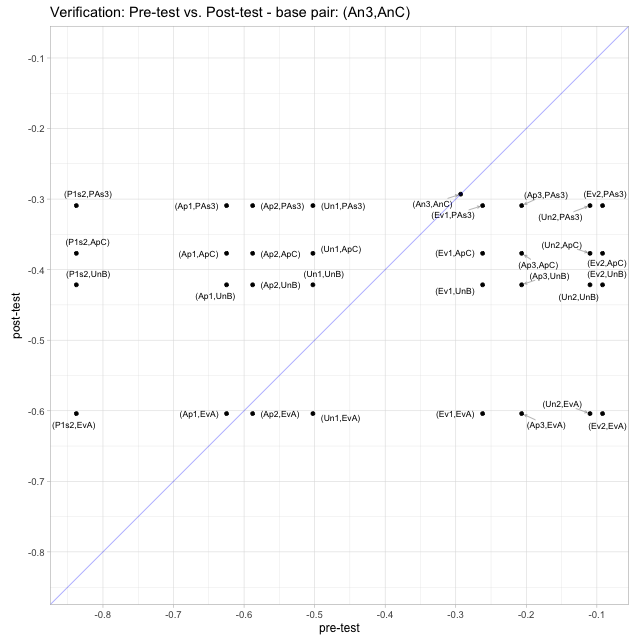 Verification: Pre-test vs. Post-test - base pair: (An3,AnC)
-0.1
-0.2
-0.3
-0.4
-0.5
-0.6
-0.7
-0.8
post-test
(P1s2,PAs3)
(Ap1,PAs3)
(Ap2,PAs3)
(Un1,PAs3)
(An3,AnC)
(Ev1,PAs3)
(Ap3,PAs3)
(Un2,PAs3)
(Ev2,PAs3)
(P1s2,ApC)
(Ap1,ApC)
(Ap2,ApC)
(Un1,ApC)
(Ev1,ApC)
(Ap3,ApC)
(Un2,ApC)
(Ev2,ApC)
(P1s2,UnB)
(Ap1,UnB)
(Ap2,UnB)
(Un1,UnB)
(Ev1,UnB)
(Ap3,UnB)
(Un2,UnB)
(Ev2,UnB)
(P1s2,EvA)
(Ap1,EvA)
(Ap2,EvA)
(Un1,EvA)
(Ev1,EvA)
(Ap3,EvA)
(Un2,EvA)
(Ev2,EvA)
-0.8
-0.7
-0.6
-0.5
-0.4
-0.3
-0.2
-0.1
pre-test